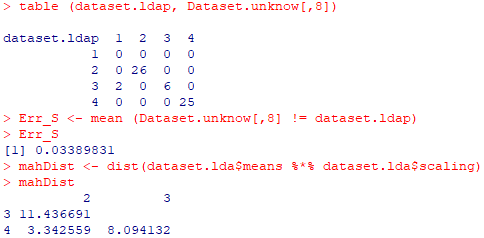 > table (dataset.ldap, Dataset.unknow[,8])
dataset.ldap 1 2 3 4
1 0 0 0 0
2 0 26 0 0
3 2 0 6 0
4 0 0 0 25
> Err_S <- mean (Dataset.unknow[,8] != dataset.ldap)
> Err_S
[1] 0.03389831
> mahDist <- dist(dataset.lda$means %*% dataset.lda$scaling)
> mahDist
2 3
3 11.436691
4 3.342559 8.094132